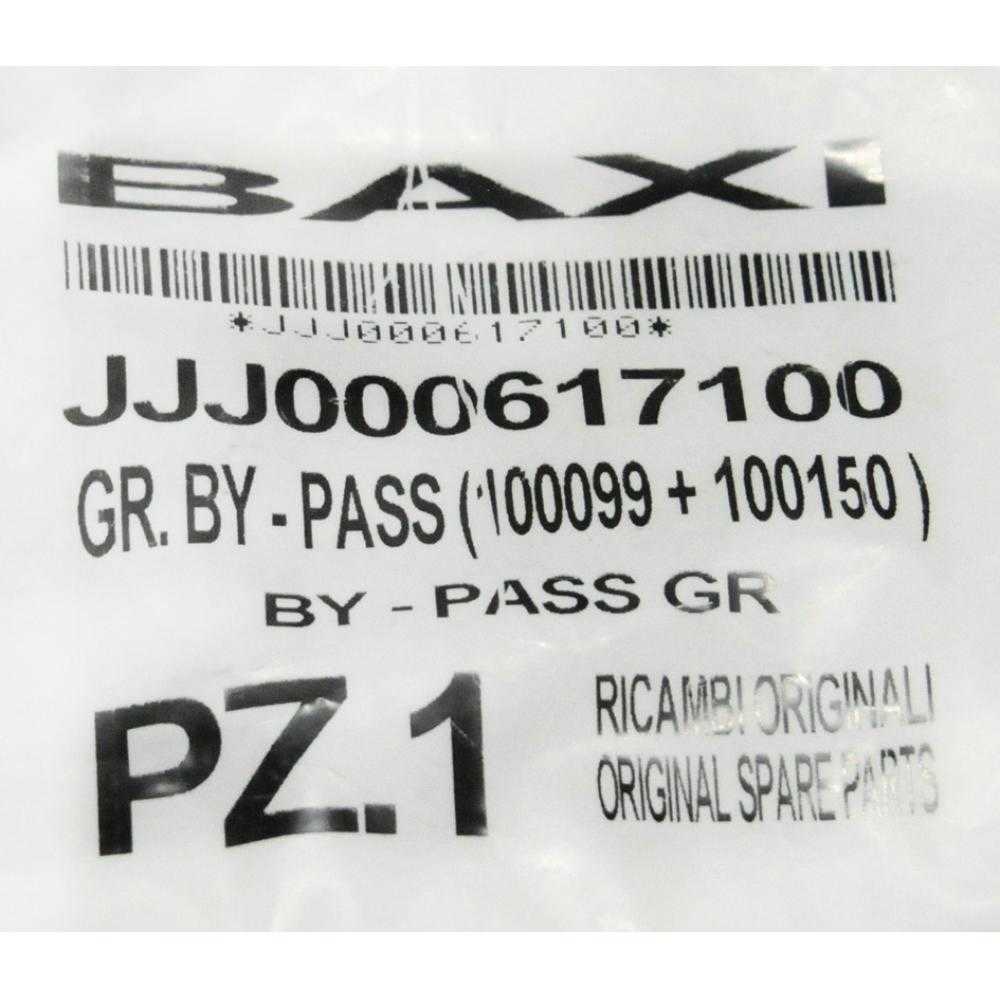 BAXI
*JJJ000617100*
JJJ000617100
GR. BY - PASS (100099 + 100150 )
BY - PASS GR
PZ.1
RICAMBI ORIGINALI
ORIGINAL SPARE PARTS